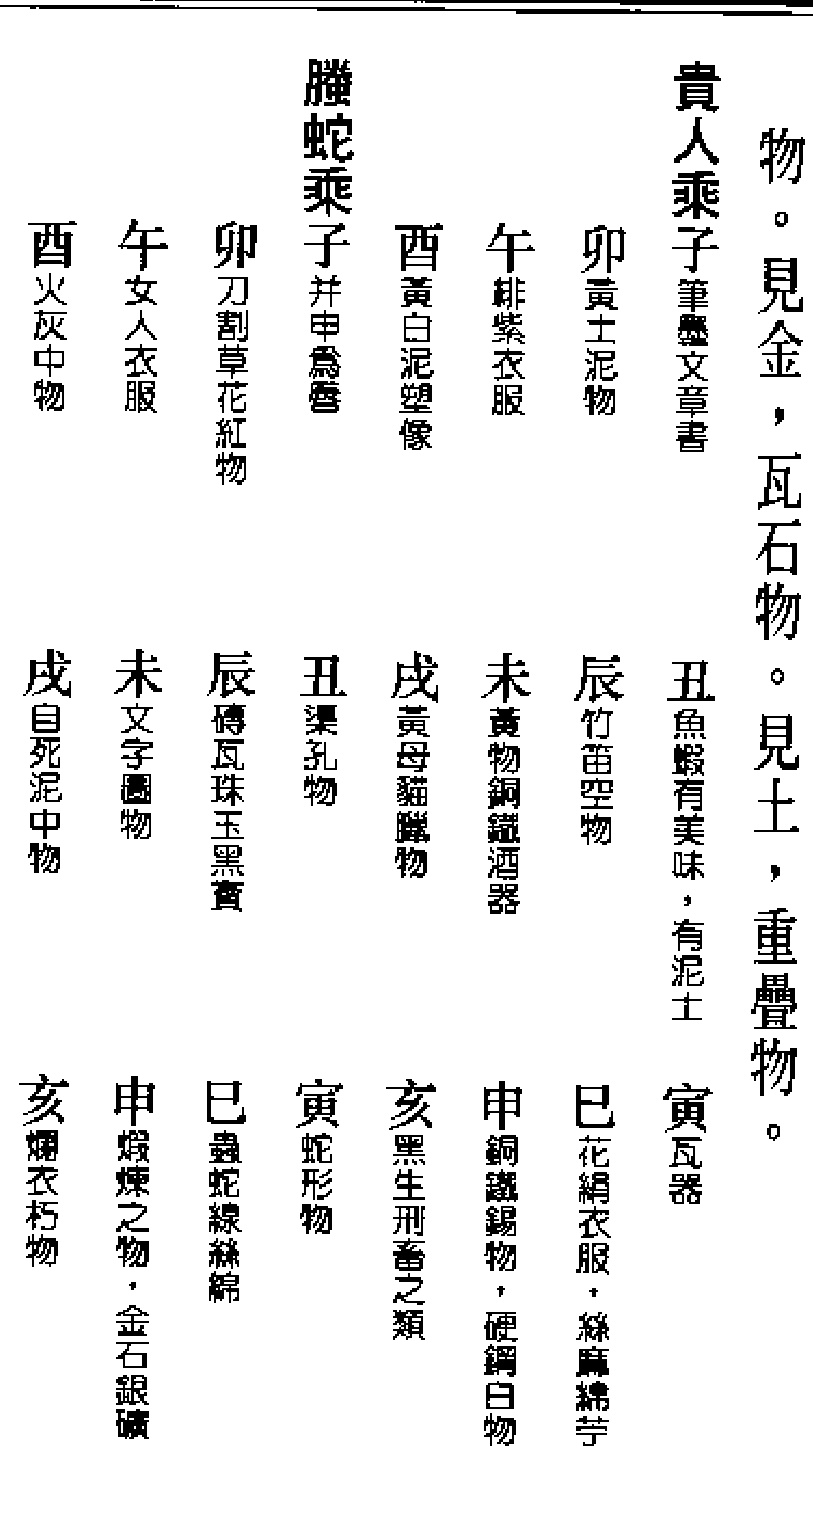 物。見金，瓦石物。見土，重疊物。
貴人乘子筆墨文章書　丑魚蝦有美味，有泥土　寅瓦器
卯黃土泥物　辰竹笛空物　巳花絹衣服，絲麻綿苧
午緋紫衣服　未黃物銅鐵酒器　申銅鐵錫物，硬鋼白物
酉黃白泥塑像　戌黃母貓臘物　亥黑生刑畜之類
螣蛇乘子并申為唇　丑渠孔物　寅蛇形物
卯刀割草花紅物　辰磚瓦珠玉黑　巳蟲蛇線絲綿
午女人衣服　未文字圖物　申煅煉之物，金石銀礦
酉火灰中物　戌自死泥中物　亥爛衣朽物